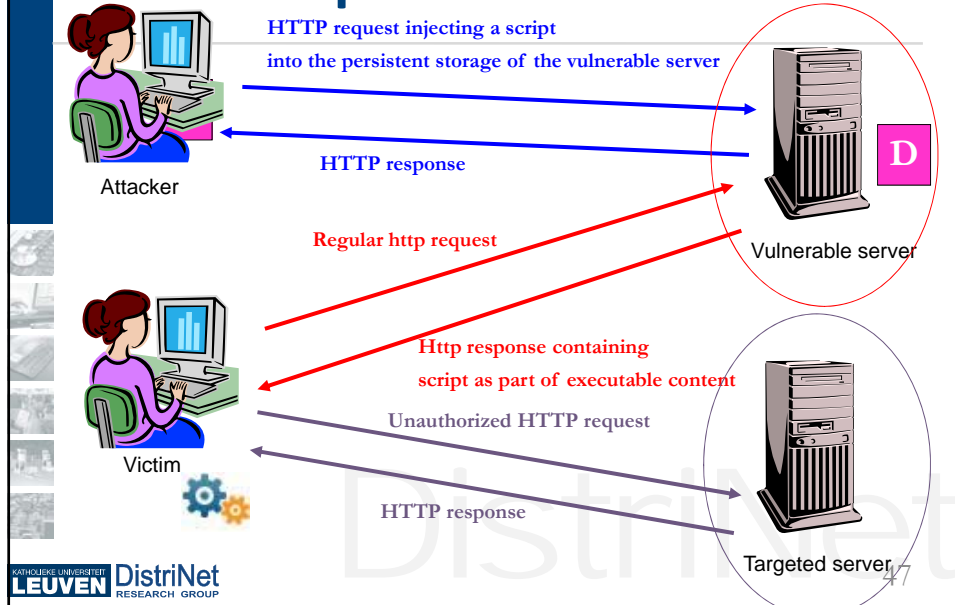 HTTP request injecting a script
into the persistent storage of the vulnerable server
HTTP response
D
Attacker
Regular http request
Vulnerable server
Http response containing
script as part of executable content
Unauthorized HTTP request
Victim
HTTP response
DistriNet
Targeted server
47
KATHOLIEKE UNIVERSITEIT
LEUVEN
DistriNet
RESEARCH GROUP